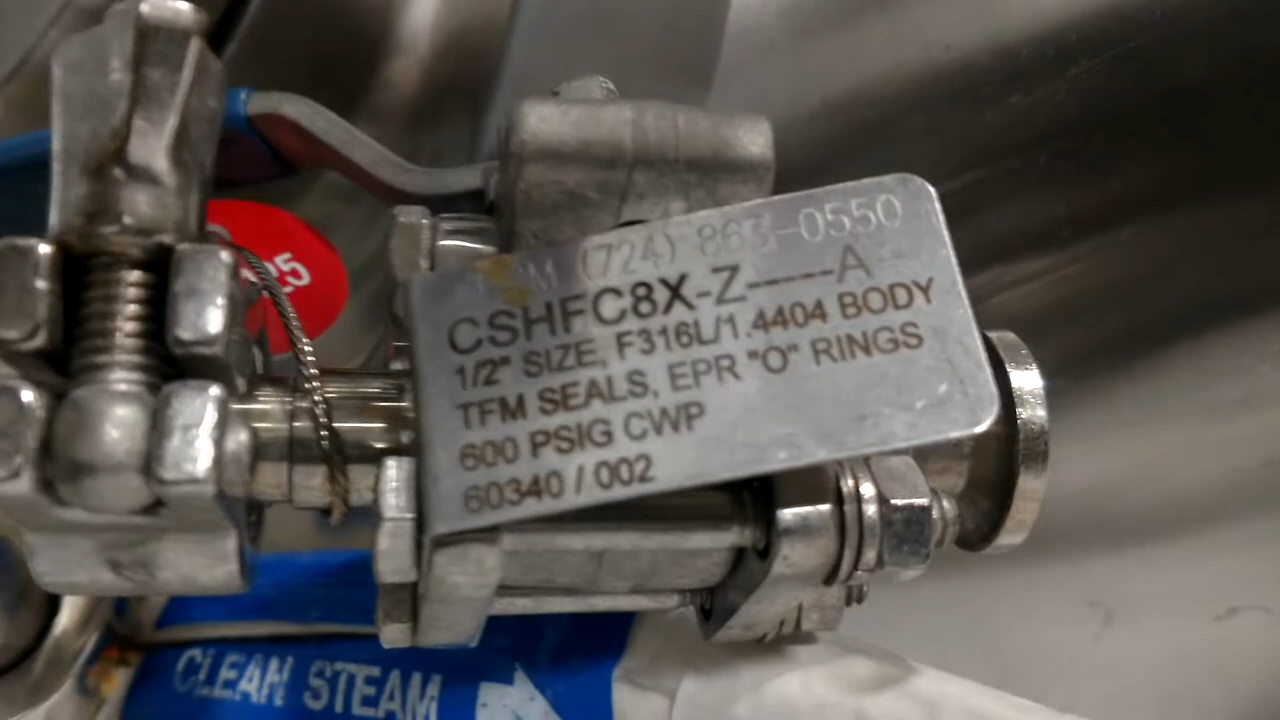 (724) 863-0550
CSHFC8X-Z-----A
1/2" SIZE, F316L/1.4404 BODY
TFM SEALS, EPR "O" RINGS
600 PSIG CWP
60340 / 002
CLEAN STEAM